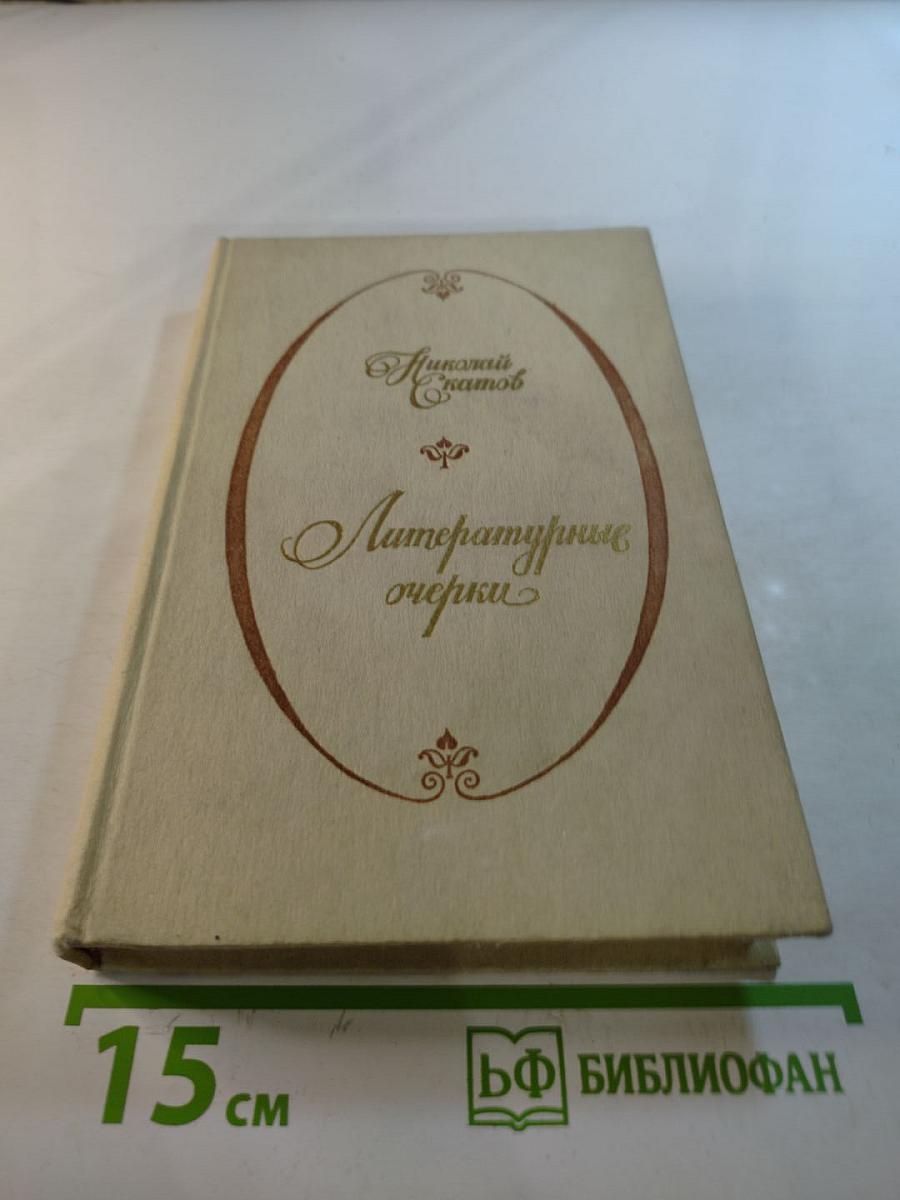 Николай
Скатов
Литературные
очерки
15 см
ЬФ БИБЛИОФАН